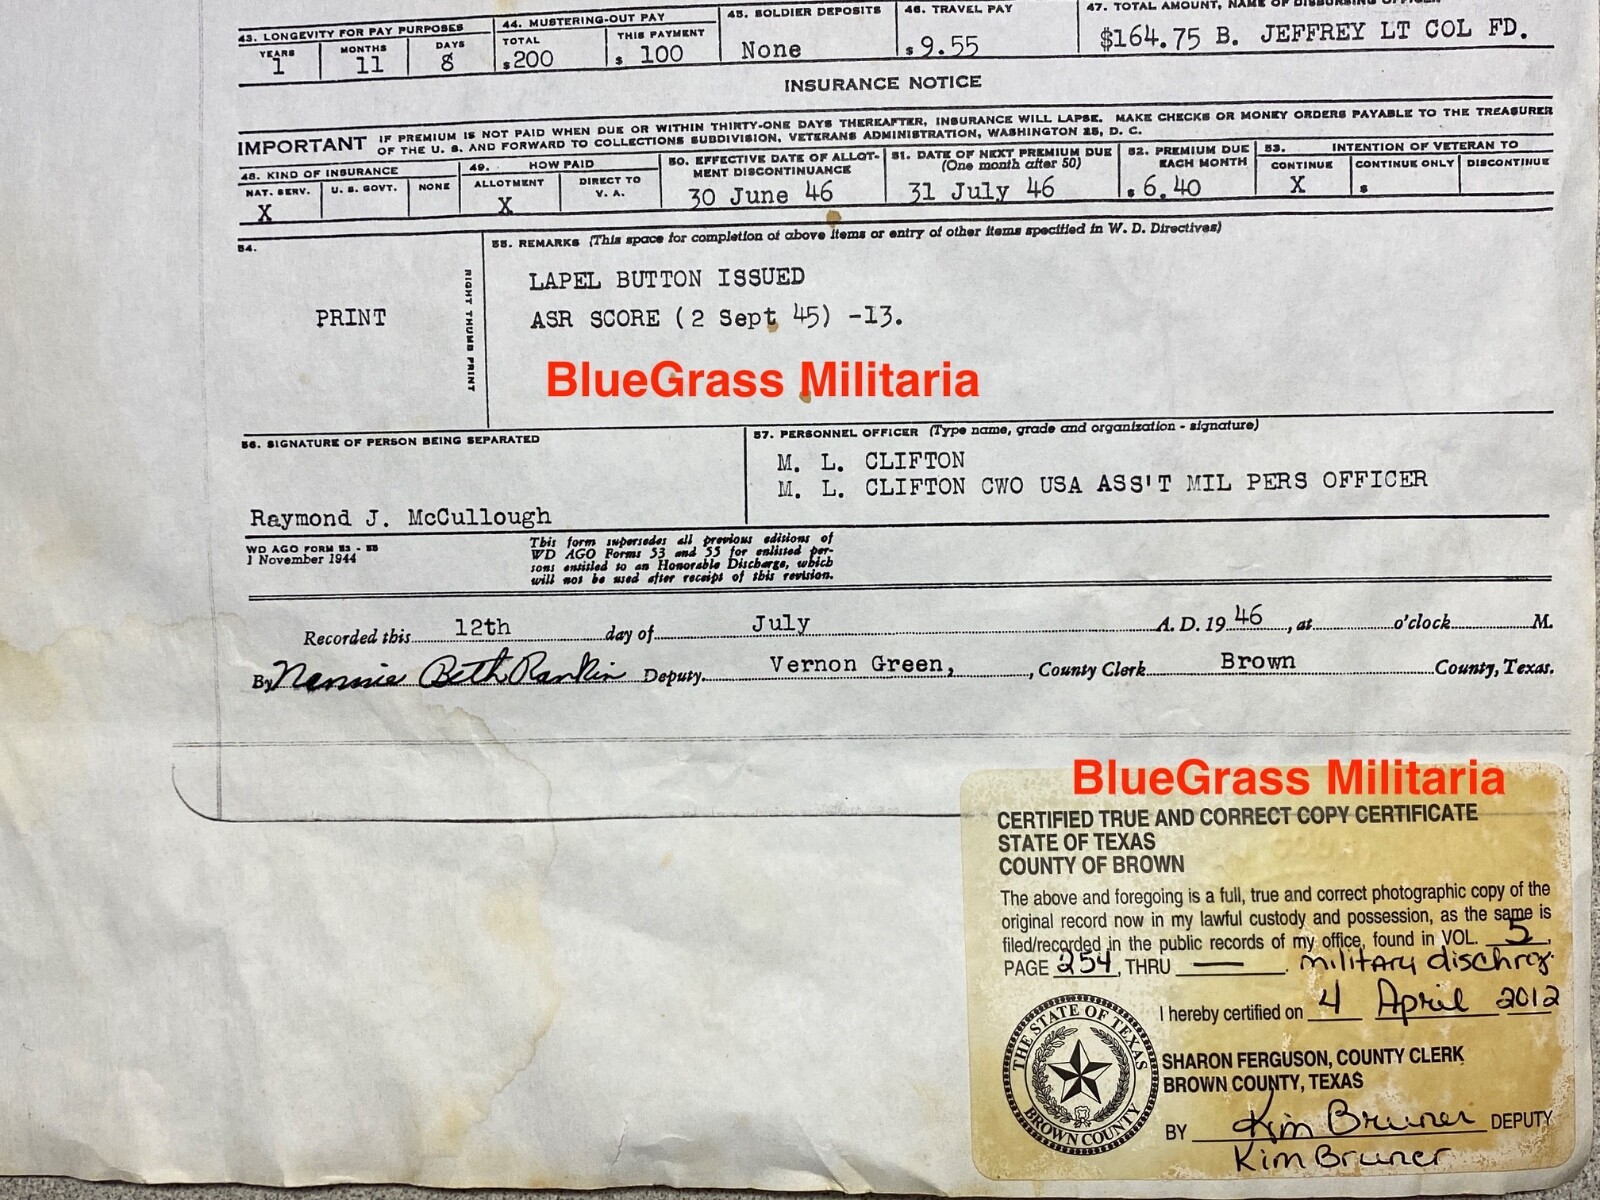 43. LONGEVITY FOR PAY PURPOSES
YEARS MONTHS DAYS
1 11 8
44. MUSTERING-OUT PAY
TOTAL THIS PAYMENT
$200 $ 100
45. SOLDIER DEPOSITS
None
46. TRAVEL PAY
$9.55
47. TOTAL AMOUNT, NAME OF DISBURSING OFFICER
$164.75 B. JEFFREY LT COL FD.
INSURANCE NOTICE
IMPORTANT IF PREMIUM IS NOT PAID WHEN DUE OR WITHIN THIRTY-ONE DAYS THEREAFTER, INSURANCE WILL LAPSE. MAKE CHECKS OR MONEY ORDERS PAYABLE TO THE TREASURER
OF THE U. S. AND FORWARD TO COLLECTIONS SUBDIVISION, VETERANS ADMINISTRATION, WASHINGTON 25, D. C.
48. KIND OF INSURANCE
NAT. SERV. U. S. GOVT. NONE
X
49. HOW PAID
ALLOTMENT DIRECT TO V. A.
X
50. EFFECTIVE DATE OF ALLOT-
MENT DISCONTINUANCE
30 June 46
51. DATE OF NEXT PREMIUM DUE
(One month after 50)
31 July 46
52. PREMIUM DUE
EACH MONTH
$6.40
53. INTENTION OF VETERAN TO
CONTINUE CONTINUE ONLY DISCONTINUE
X $
54.
PRINT
RIGHT THUMB PRINT
55. REMARKS (This space for completion of above items or entry of other items specified in W. D. Directives)
LAPEL BUTTON ISSUED
ASR SCORE (2 Sept 45) -13.
BlueGrass Militaria
56. SIGNATURE OF PERSON BEING SEPARATED
Raymond J. McCullough
57. PERSONNEL OFFICER (Type name, grade and organization - signature)
M. L. CLIFTON
M. L. CLIFTON CWO USA ASS'T MIL PERS OFFICER
WD AGO FORM 53 - 55
1 November 1944
This form supersedes all previous editions of
WD AGO Forms 53 and 55 for enlisted per-
sons entitled to an Honorable Discharge, which
will not be used after receipt of this revision.
Recorded this 12th day of July A. D. 19 46, at o'clock M.
By Nannie Beth Rankin Deputy. Vernon Green, , County Clerk Brown County, Texas.
BlueGrass Militaria
CERTIFIED TRUE AND CORRECT COPY CERTIFICATE
STATE OF TEXAS
COUNTY OF BROWN
The above and foregoing is a full, true and correct photographic copy of the
original record now in my lawful custody and possession, as the same is
filed/recorded in the public records of my office, found in VOL. 5,
PAGE 254, THRU —. military dischrg.
I hereby certified on 4 April 2012
THE STATE OF TEXAS
BROWN COUNTY
SHARON FERGUSON, COUNTY CLERK
BROWN COUNTY, TEXAS
BY Kim Bruner DEPUTY
Kim Bruner